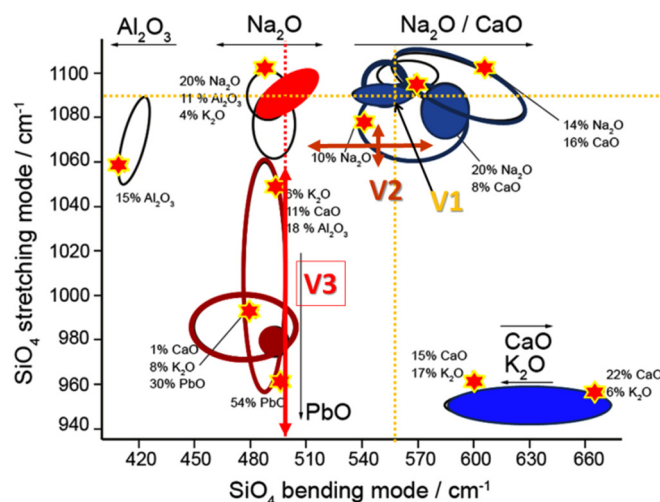 Al₂O₃ Na₂O Na₂O / CaO
1100
1080
1060
1040
1020
1000
980
960
940
SiO₄ stretching mode / cm⁻¹
20% Na₂O
11 % Al₂O₃
4% K₂O
15% Al₂O₃
10% Na₂O
14% Na₂O
16% CaO
20% Na₂O
8% CaO
V2
V1
6% K₂O
11% CaO
18 % Al₂O₃
V3
1% CaO
8% K₂O
30% PbO
54% PbO
PbO
CaO
K₂O
15% CaO
17% K₂O
22% CaO
6% K₂O
420 450 480 510 540 570 600 630 660
SiO₄ bending mode / cm⁻¹